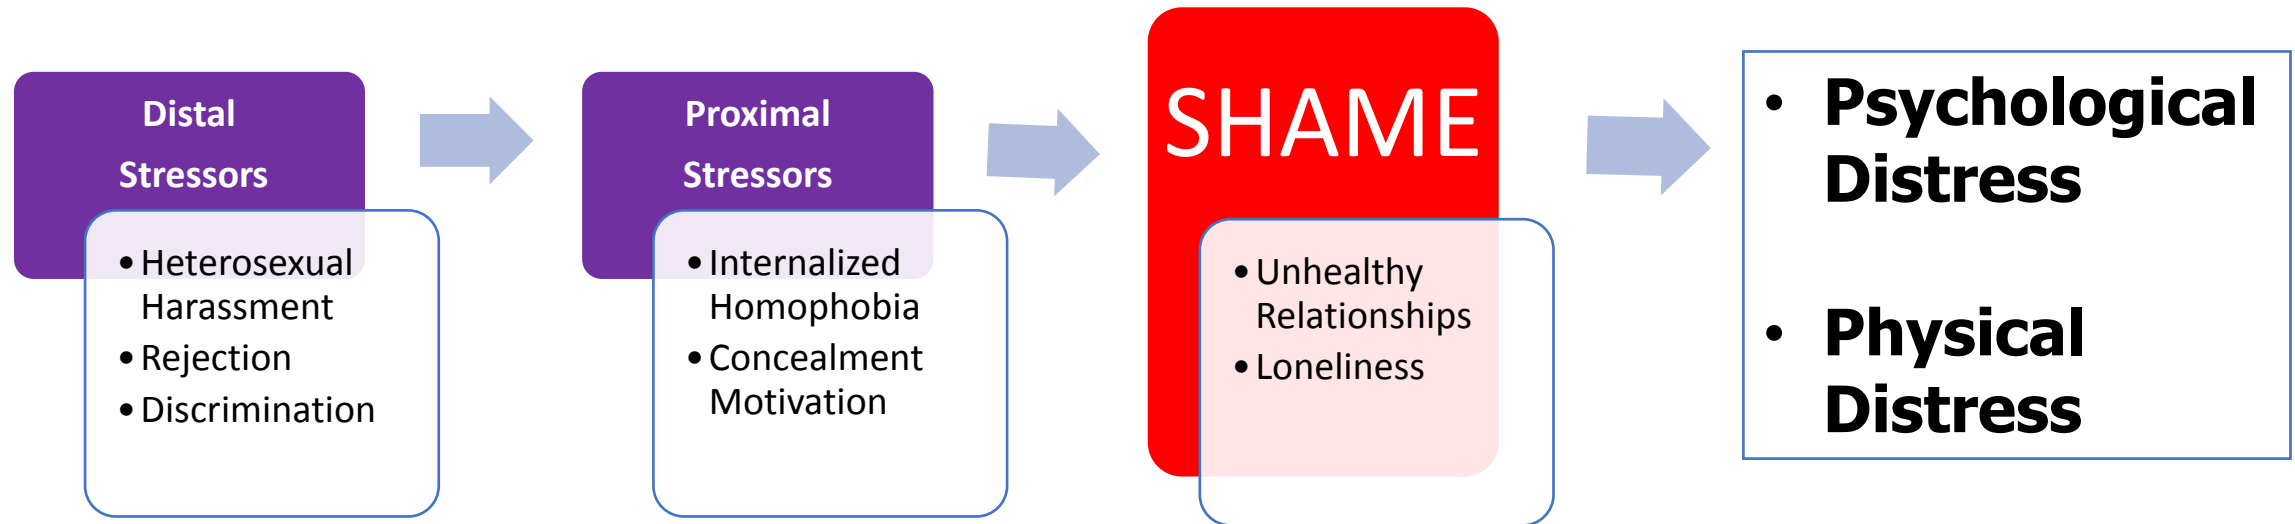 Distal
Stressors
• Heterosexual
Harassment
• Rejection
• Discrimination
Proximal
Stressors
• Internalized
Homophobia
• Concealment
Motivation
SHAME
• Unhealthy
Relationships
• Loneliness
• Psychological
Distress
• Physical
Distress